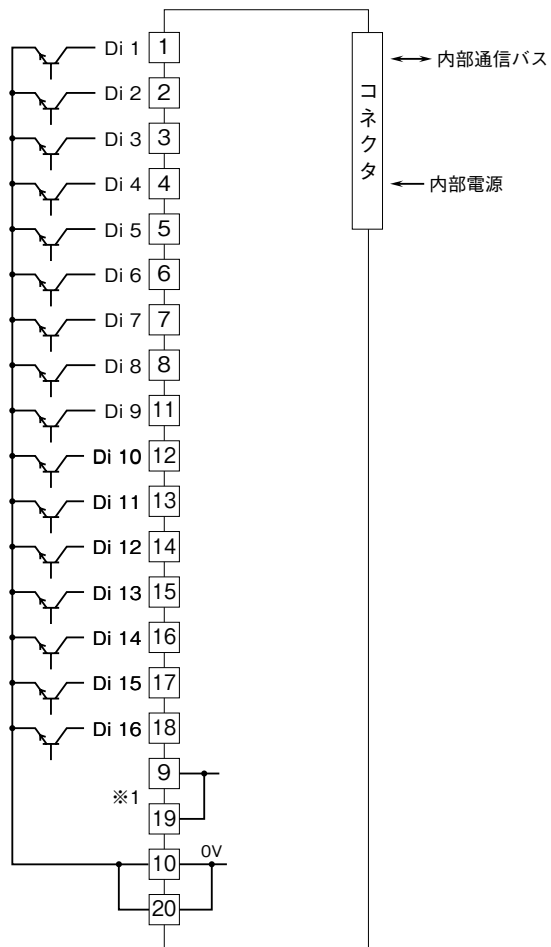 Di 1 1
Di 2 2
Di 3 3
Di 4 4
Di 5 5
Di 6 6
Di 7 7
Di 8 8
Di 9 11
Di 10 12
Di 11 13
Di 12 14
Di 13 15
Di 14 16
Di 15 17
Di 16 18
9
※1
19
10 0V
20
コネクタ
内部通信バス
内部電源